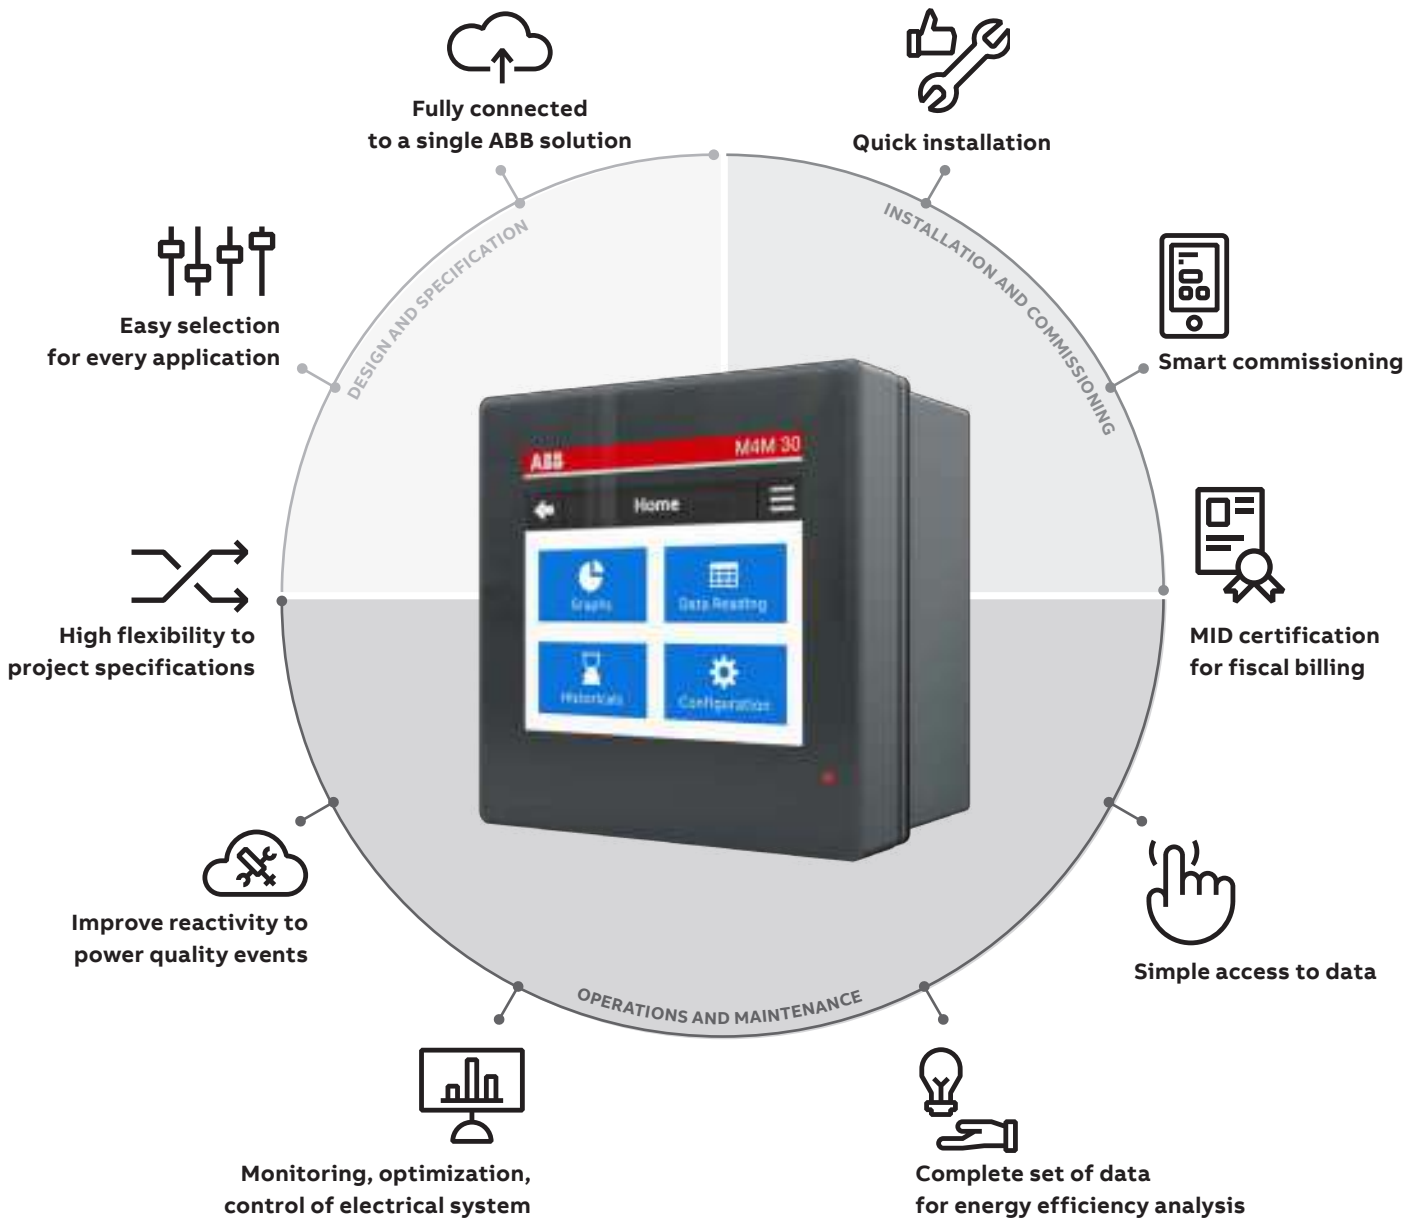 Fully connected
to a single ABB solution
Quick installation
DESIGN AND SPECIFICATION
INSTALLATION AND COMMISSIONING
Easy selection
for every application
Smart commissioning
ABB
M4M 30
Home
Graphs
Data Reading
Historicals
Configuration
High flexibility to
project specifications
MID certification
for fiscal billing
Improve reactivity to
power quality events
Simple access to data
OPERATIONS AND MAINTENANCE
Monitoring, optimization,
control of electrical system
Complete set of data
for energy efficiency analysis